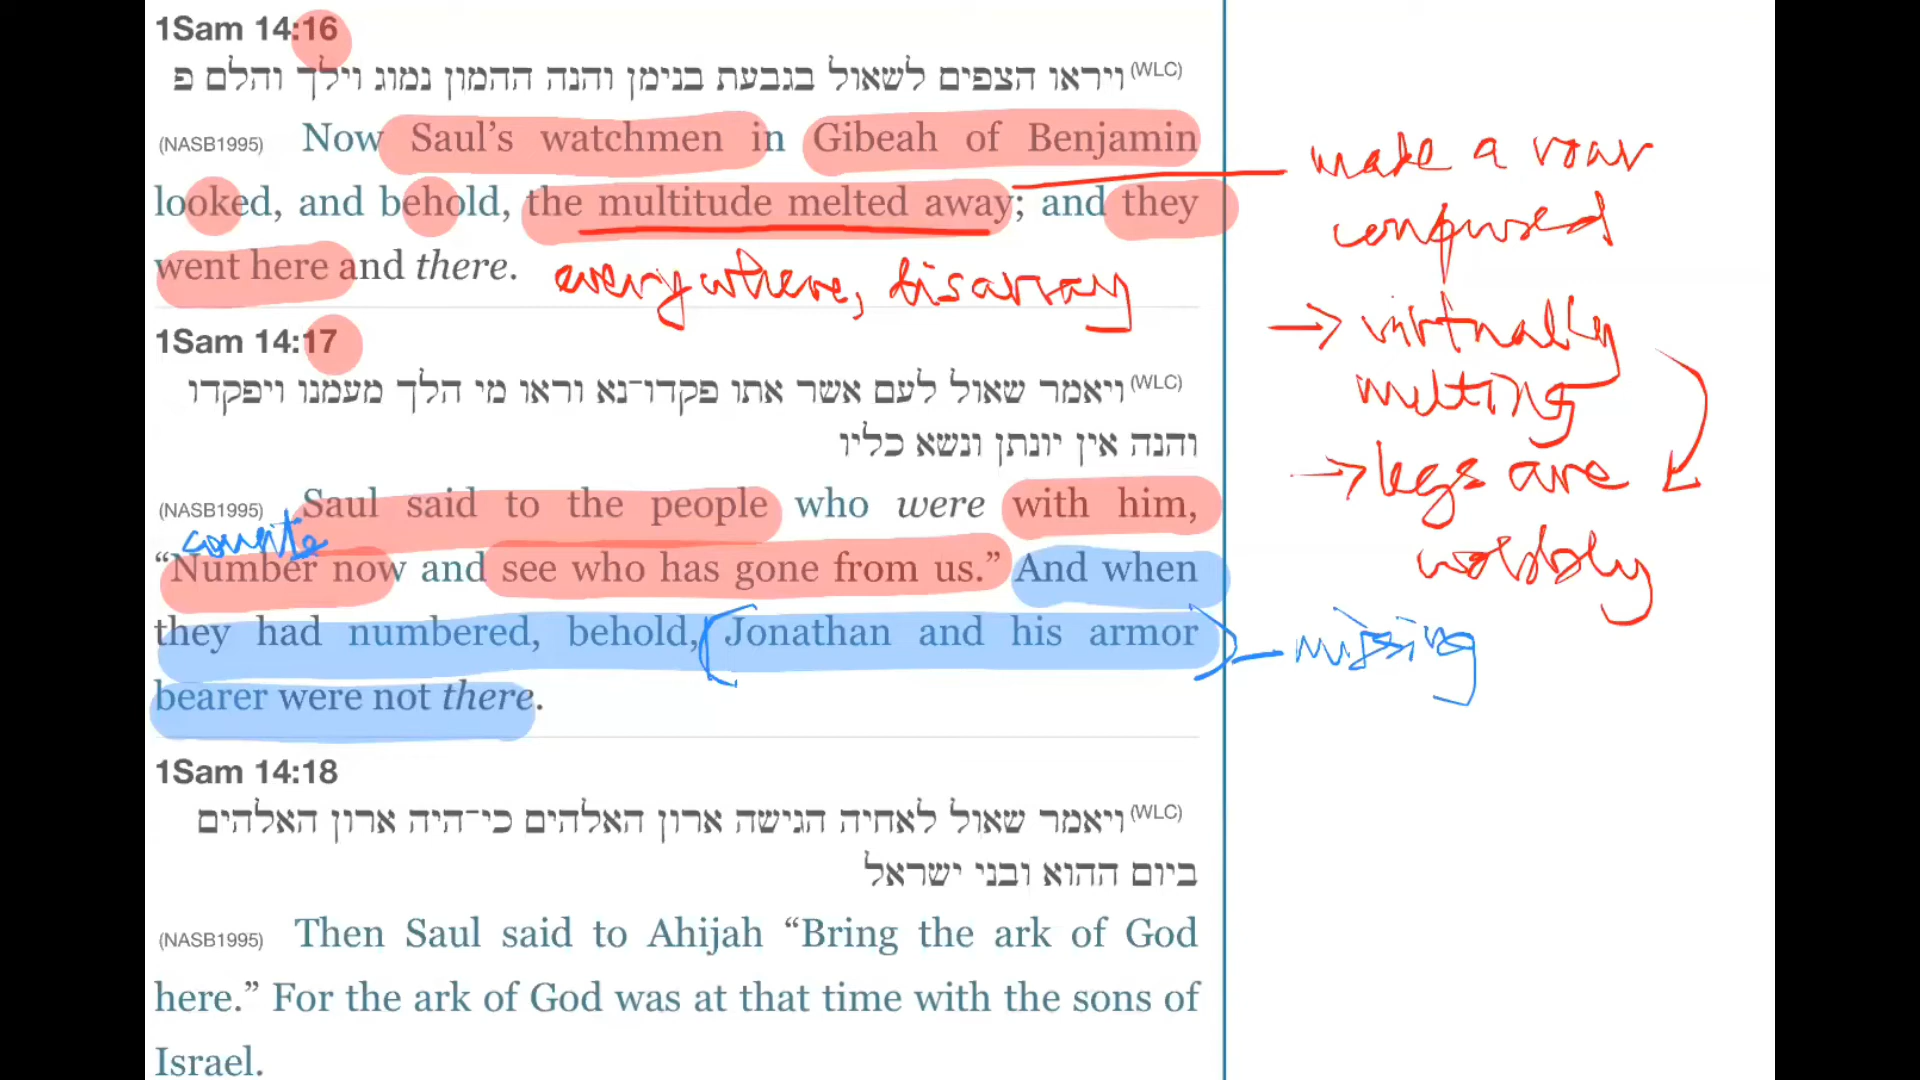 1Sam 14:16
(WLC) ויראו הצפים לשאול בגבעת בנימן והנה ההמון נמוג וילך והלם פ
(NASB1995) Now Saul’s watchmen in Gibeah of Benjamin
looked, and behold, the multitude melted away; and they
went here and there.
everywhere, disarray
make a roar
confused
→ virtually
melting
→ legs are
wobbly
1Sam 14:17
(WLC) ויאמר שאול לעם אשר אתו פקדו־נא וראו מי הלך מעמנו ויפקדו
והנה אין יונתן ונשא כליו
(NASB1995) Saul said to the people who were with him,
count
“Number now and see who has gone from us.” And when
they had numbered, behold, (Jonathan and his armor)
missing
bearer were not there.
1Sam 14:18
(WLC) ויאמר שאול לאחיה הגישה ארון האלהים כי־היה ארון האלהים
ביום ההוא ובני ישראל
(NASB1995) Then Saul said to Ahijah “Bring the ark of God
here.” For the ark of God was at that time with the sons of
Israel.